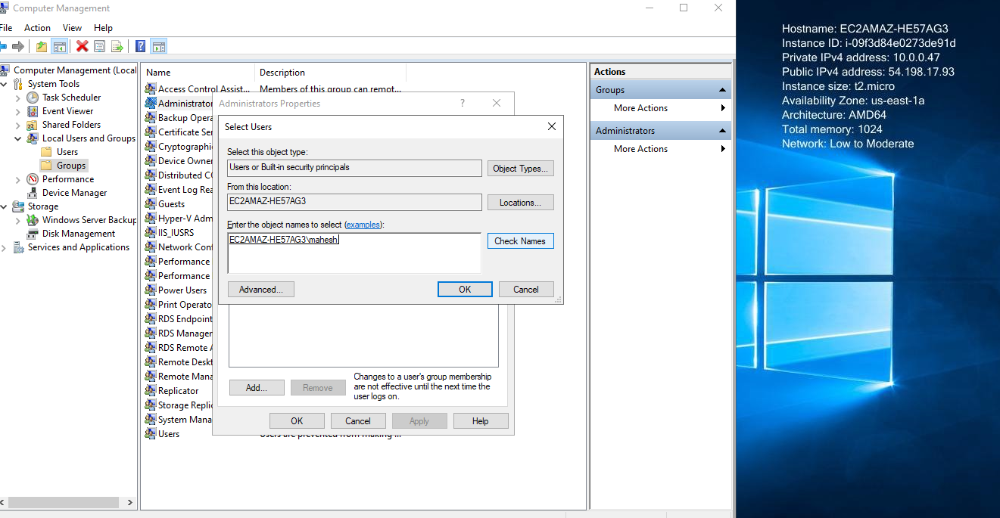 Computer Management
File Action View Help
Computer Management (Local
System Tools
Task Scheduler
Event Viewer
Shared Folders
Local Users and Groups
Users
Groups
Performance
Device Manager
Storage
Windows Server Backup
Disk Management
Services and Applications
Name Description
Access Control Assist... Members of this group can remot...
Administrator
Backup Opera
Certificate Ser
Cryptographi
Device Owner
Distributed CO
Event Log Rea
Guests
Hyper-V Adm
IIS_IUSRS
Network Conf
Performance
Performance
Power Users
Print Operato
RDS Endpoint
RDS Managem
RDS Remote A
Remote Deskt
Remote Mana
Replicator
Storage Replic
System Mana
Users Users are prevented from making ...
Administrators Properties
?
Select Users
Select this object type:
Users or Built-in security principals
Object Types...
From this location:
EC2AMAZ-HE57AG3
Locations...
Enter the object names to select (examples):
EC2AMAZ-HE57AG3\mahesh
Check Names
Advanced... OK Cancel
Add... Remove
Changes to a user's group membership
are not effective until the next time the
user logs on.
OK Cancel Apply Help
Actions
Groups
More Actions
Administrators
More Actions
Hostname: EC2AMAZ-HE57AG3
Instance ID: i-09f3d84e0273de91d
Private IPv4 address: 10.0.0.47
Public IPv4 address: 54.198.17.93
Instance size: t2.micro
Availability Zone: us-east-1a
Architecture: AMD64
Total memory: 1024
Network: Low to Moderate